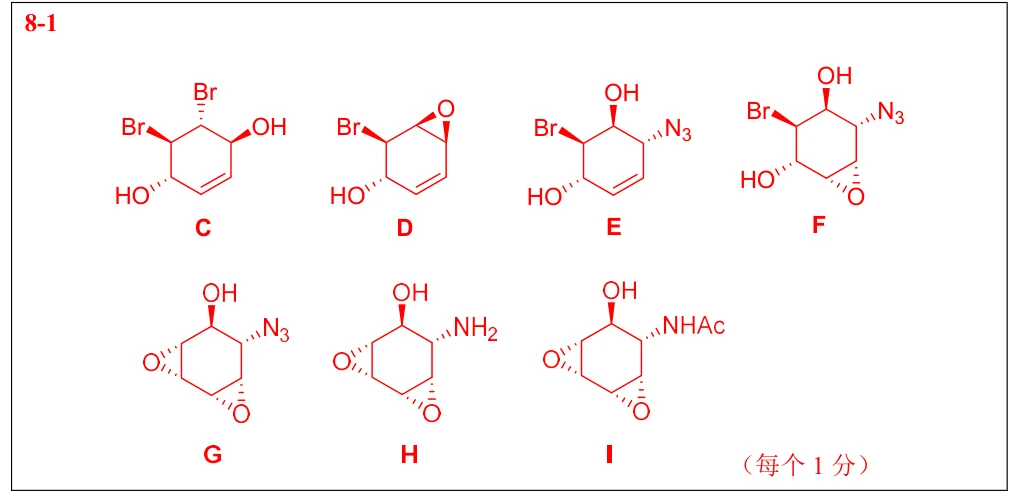 8-1
Br
Br
OH
HO
C
O
Br
HO
D
OH
Br
N3
HO
E
OH
Br
N3
HO
O
F
OH
N3
O
O
G
OH
NH2
O
O
H
OH
NHAc
O
O
I
（每个 1 分）